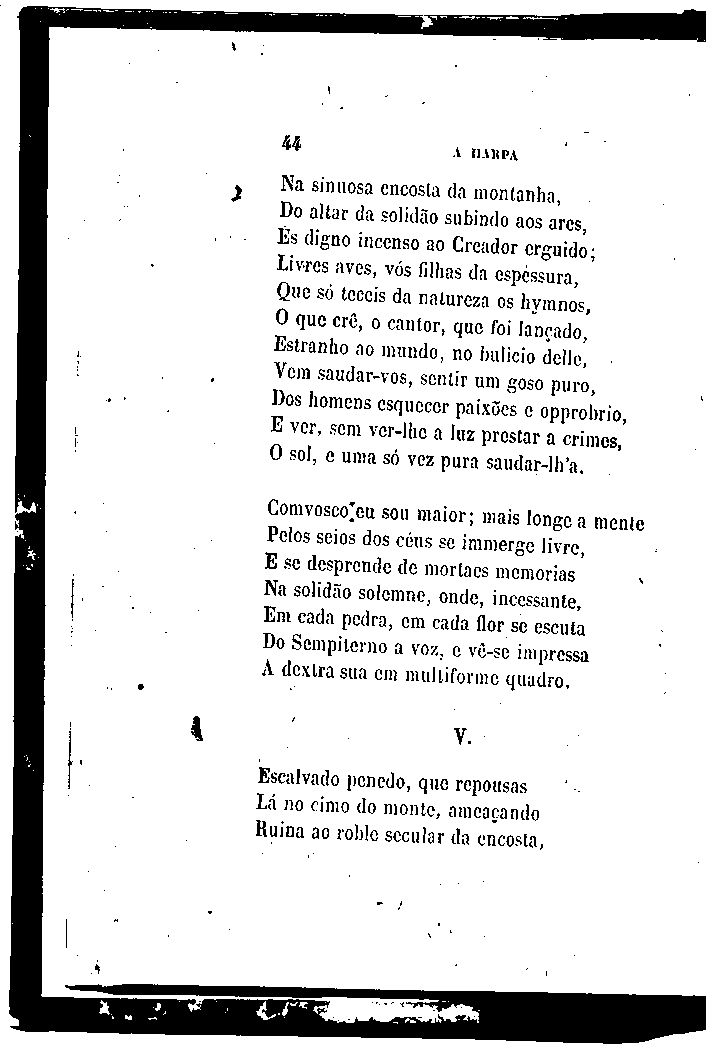 44
A HARPA
Na sinuosa encosta da montanha,
Do altar da solidão subindo aos ares,
És digno incenso ao Creador erguido;
Livres aves, vós filhas da espessura,
Que só teceis da natureza os hymnos,
O que crê, o cantor, que foi lançado,
Estranho ao mundo, no bulicio delle,
Vem saudar-vos, sentir um goso puro,
Dos homens esquecer paixões e opprobrio,
E ver, sem ver-lhe a luz prestar a crimes,
O sol, e uma só vez pura saudar-lh'a.
Comvosco eu sou maior; mais longe a mente
Pelos seios dos céus se immerge livre,
E se desprende de mortaes memorias
Na solidão solemne, onde, incessante,
Em cada pedra, em cada flor se escuta
Do Sempiterno a voz, e vê-se impressa
A dextra sua em multiforme quadro.
V.
Escalvado penedo, que repousas
Lá no cimo do monte, ameaçando
Ruina ao roble secular da encosta,